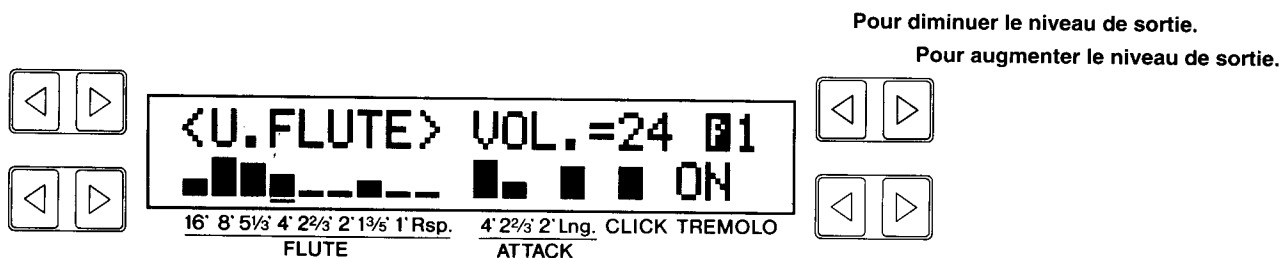 Pour diminuer le niveau de sortie.
Pour augmenter le niveau de sortie.
<U.FLUTE> VOL.=24 P1
ON
16' 8' 5⅓' 4' 2⅔' 2' 1⅗' 1' Rsp. 4' 2⅔' 2' Lng. CLICK TREMOLO
FLUTE ATTACK